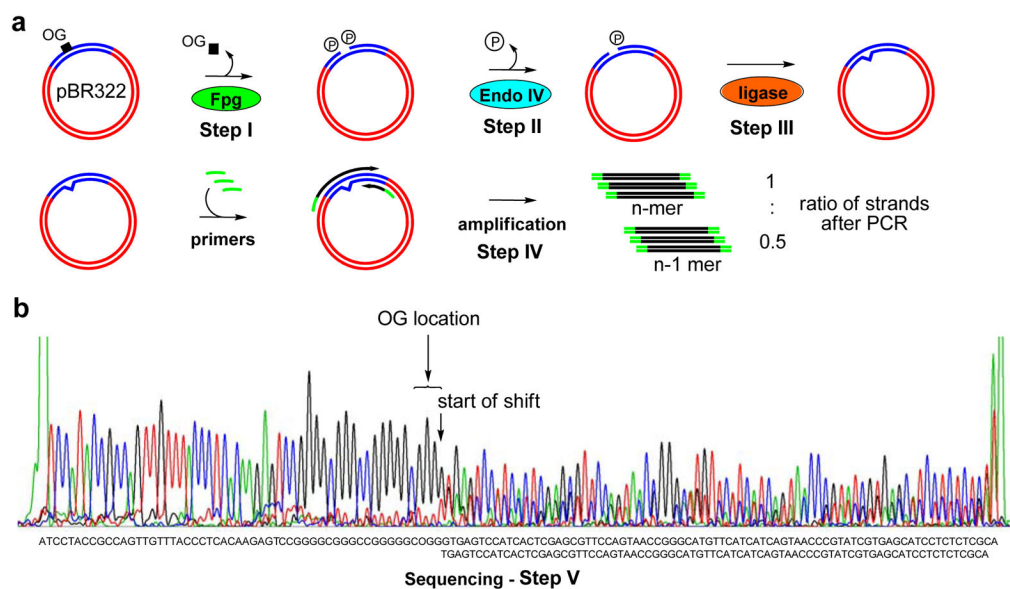 a
OG
pBR322
OG
Fpg
Step I
P P
P
Endo IV
Step II
P
ligase
Step III
primers
amplification
Step IV
n-mer
n-1 mer
1
:
0.5
ratio of strands
after PCR
b
OG location
start of shift
ATCCTACCGCCAGTTGTTTACCCTCACAAGAGTCCGGGGCGGGCCGGGGGCCGGGTGAGTCCATCACTCGAGCGTTCCAGTAACCGGGCATGTTCATCATCAGTAACCCGTATCGTGAGCATCCTCTCTCGCA
TGAGTCCATCACTCGAGCGTTCCAGTAACCGGGCATGTTCATCATCAGTAACCCGTATCGTGAGCATCCTCTCTCGCA
Sequencing - Step V